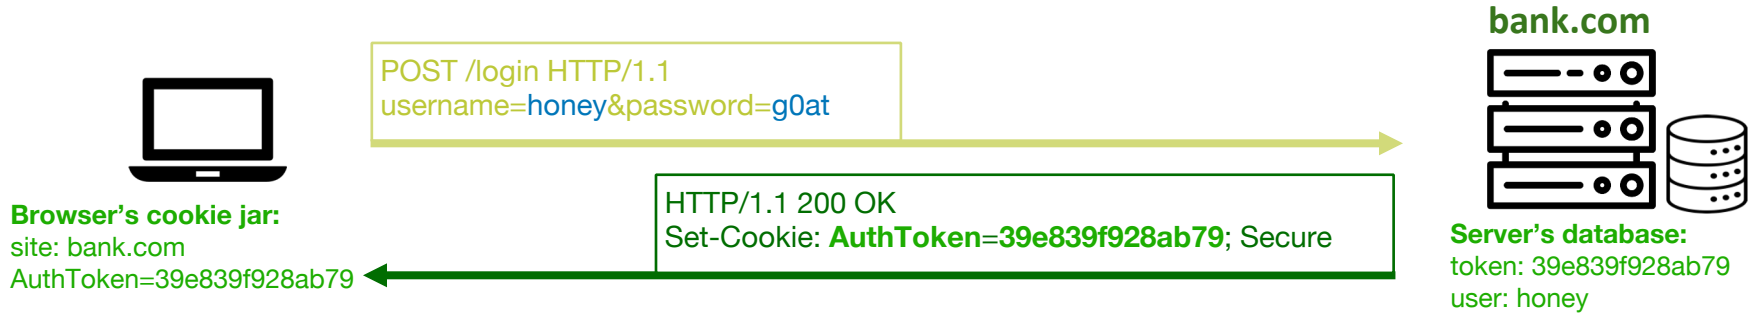 bank.com
POST /login HTTP/1.1
username=honey&password=g0at
HTTP/1.1 200 OK
Set-Cookie: AuthToken=39e839f928ab79; Secure
Browser’s cookie jar:
site: bank.com
AuthToken=39e839f928ab79
Server’s database:
token: 39e839f928ab79
user: honey